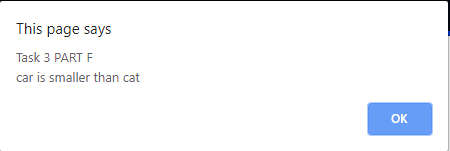 This page says
Task 3 PART F
car is smaller than cat
OK